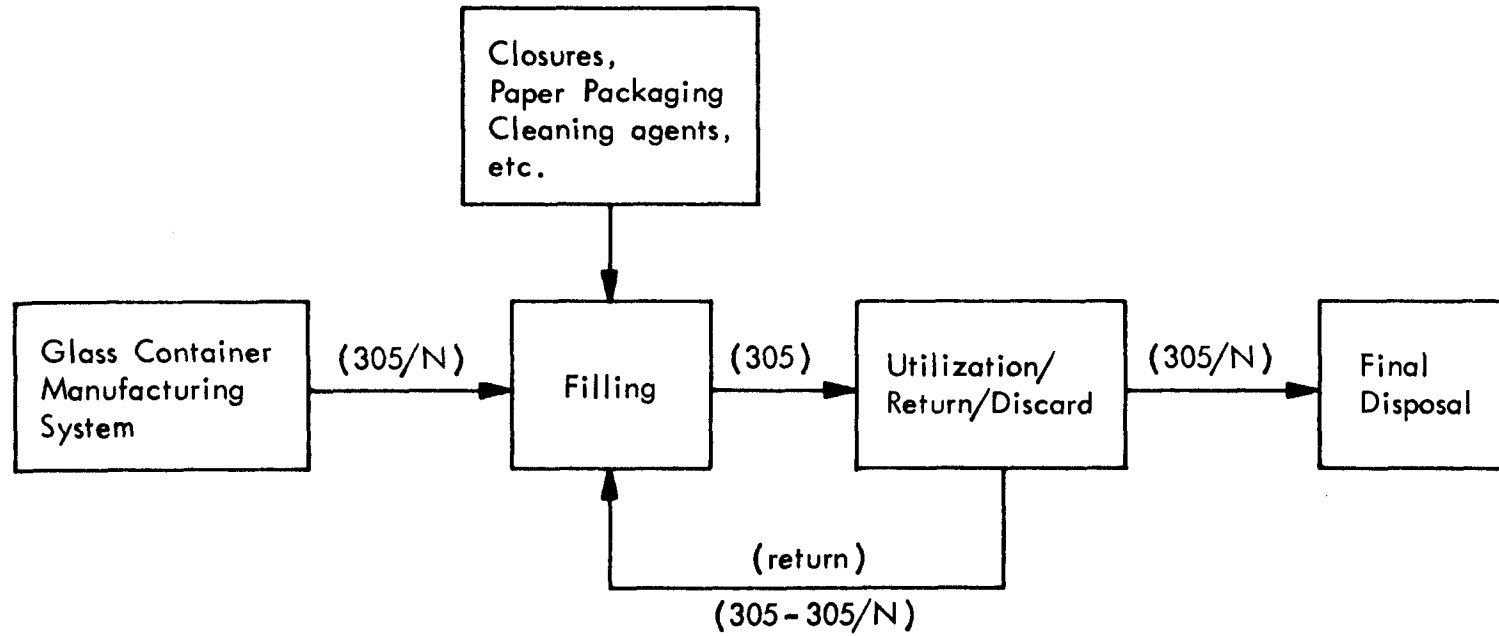 Closures,
Paper Packaging
Cleaning agents,
etc.
Glass Container
Manufacturing
System
(305/N)
Filling
(305)
Utilization/
Return/Discard
(305/N)
Final
Disposal
(return)
(305-305/N)